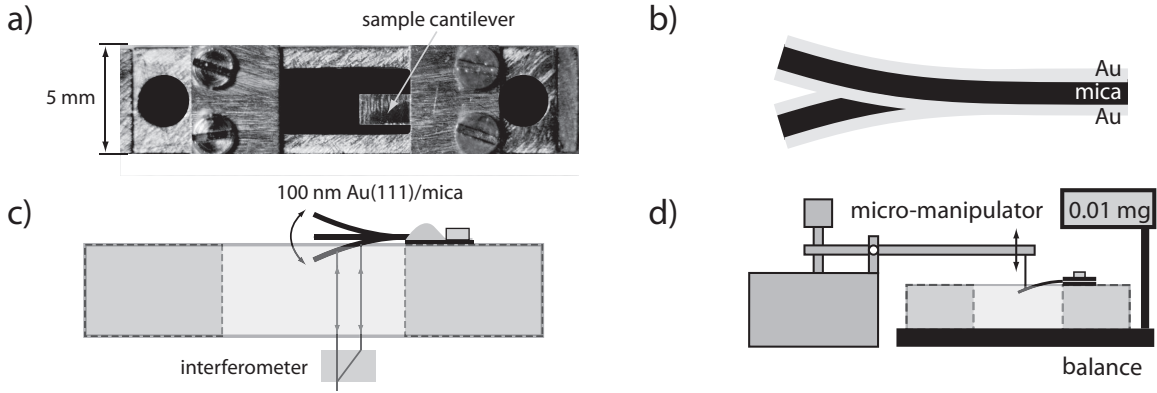 a)
sample cantilever
5 mm
b)
Au
mica
Au
c)
100 nm Au(111)/mica
interferometer
d)
micro-manipulator
0.01 mg
balance